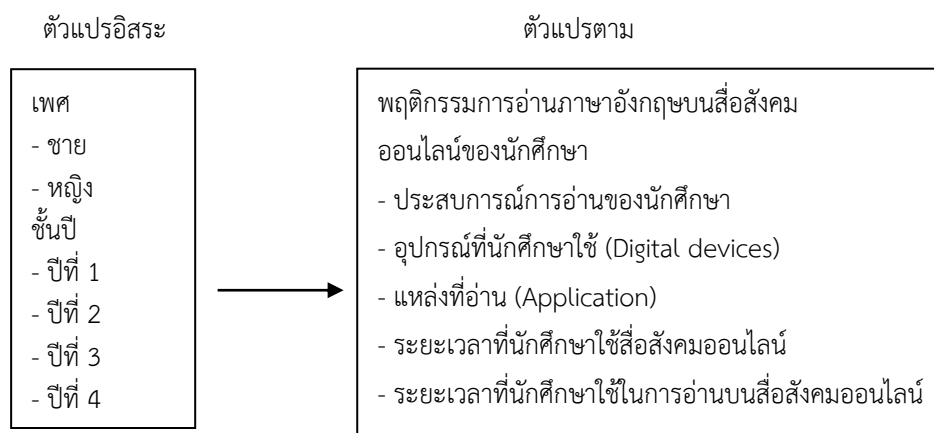 ตัวแปรอิสระ
ตัวแปรตาม
เพศ
- ชาย
- หญิง
ชั้นปี
- ปีที่ 1
- ปีที่ 2
- ปีที่ 3
- ปีที่ 4
พฤติกรรมการอ่านภาษาอังกฤษบนสื่อสังคม
ออนไลน์ของนักศึกษา
- ประสบการณ์การอ่านของนักศึกษา
- อุปกรณ์ที่นักศึกษาใช้ (Digital devices)
- แหล่งที่อ่าน (Application)
- ระยะเวลาที่นักศึกษาใช้สื่อสังคมออนไลน์
- ระยะเวลาที่นักศึกษาใช้ในการอ่านบนสื่อสังคมออนไลน์